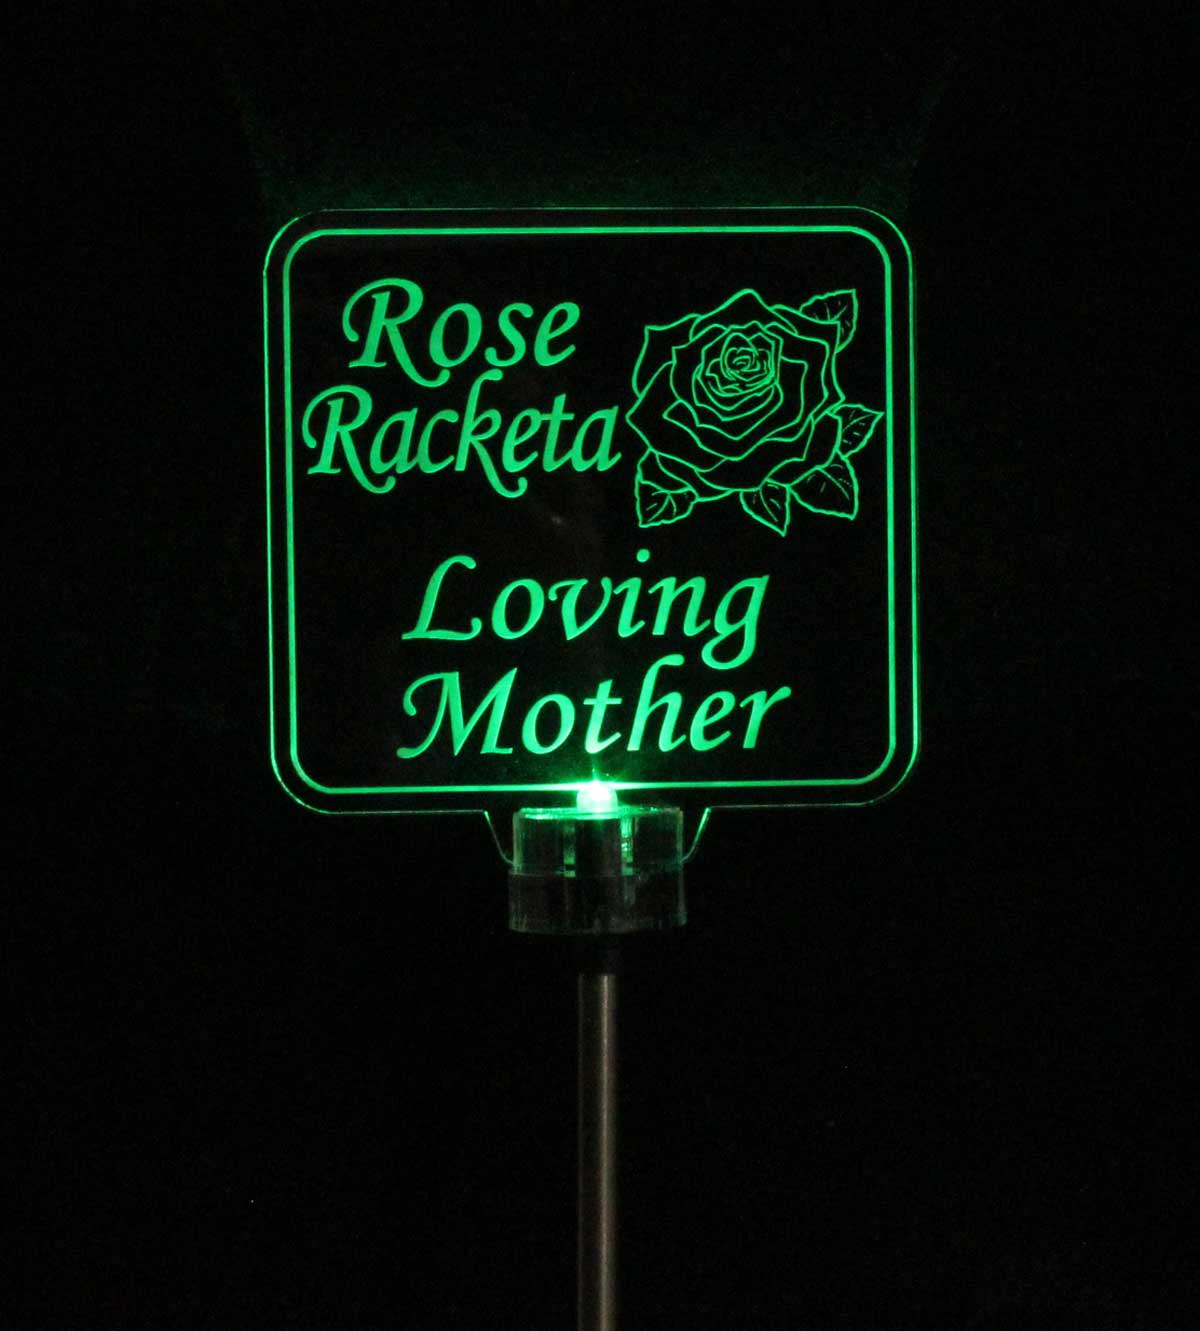 Rose
Racketa
Loving
Mother